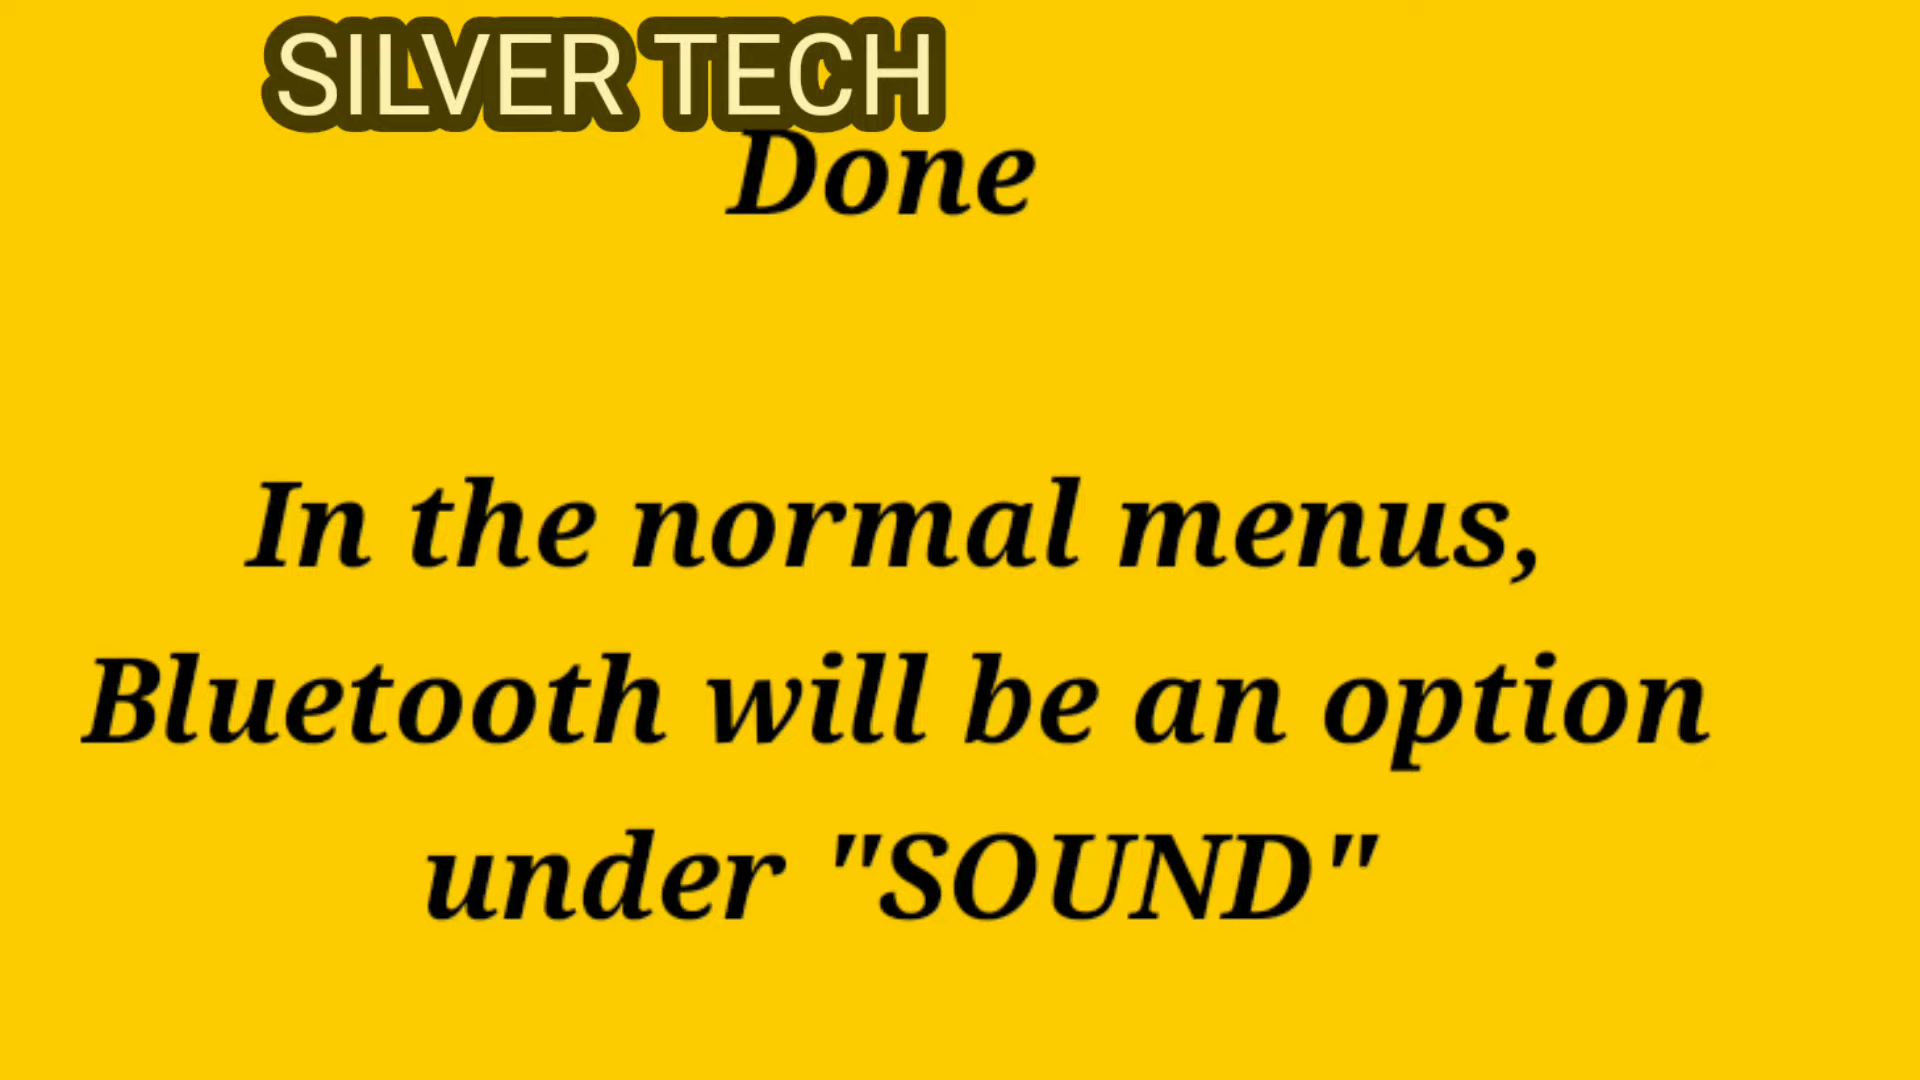 SILVER TECH
Done
In the normal menus,
Bluetooth will be an option
under "SOUND"